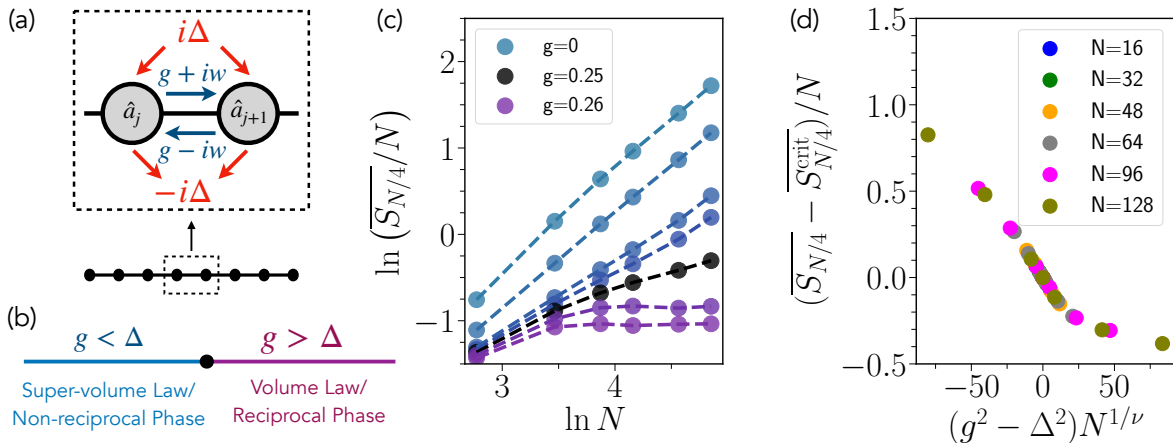 (a)
iΔ
g + iw
â_j
â_{j+1}
g − iw
−iΔ
(b)
g < Δ
g > Δ
Super-volume Law/
Non-reciprocal Phase
Volume Law/
Reciprocal Phase
(c)
ln (\overline{S_{N/4}}/N)
2
1
0
−1
g=0
g=0.25
g=0.26
3
4
ln N
(d)
(\overline{S_{N/4}} − \overline{S^{crit}_{N/4}})/N
1.5
1.0
0.5
0.0
−0.5
N=16
N=32
N=48
N=64
N=96
N=128
−50
0
50
(g² − Δ²)N^{1/ν}